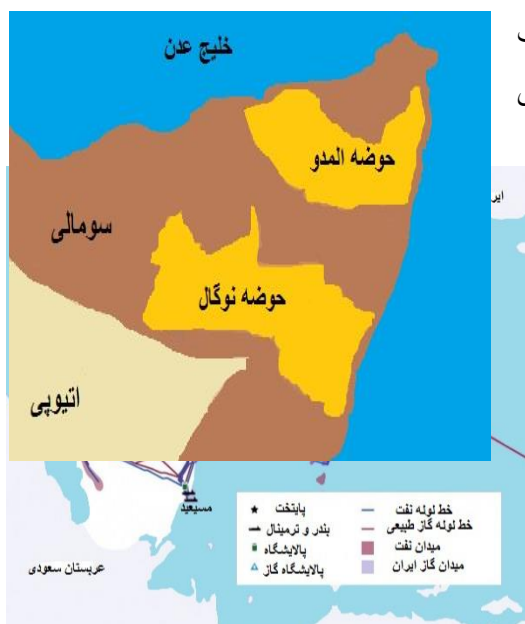 خلیج عدن
حوضه المدو
سومالی
حوضه نوگال
اتیوپی
ایر
مسیعید
عربستان سعودی
پایتخت
بندر و ترمینال
پالایشگاه
پالایشگاه گاز
خط لوله نفت
خط لوله گاز طبیعی
میدان نفت
میدان گاز ایران